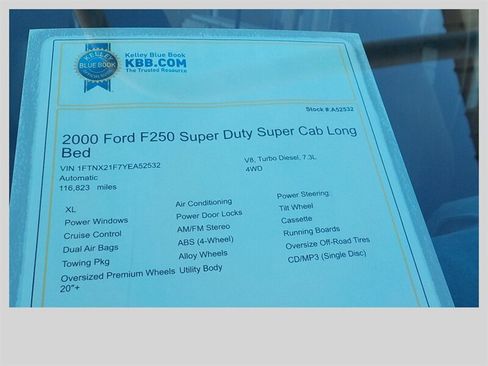 KELLEY
BLUE BOOK
Kelley Blue Book
KBB.COM
The Trusted Resource
Stock #:A52532
2000 Ford F250 Super Duty Super Cab Long
Bed
VIN 1FTNX21F7YEA52532
Automatic
116,823 miles
V8, Turbo Diesel, 7.3L
4WD
XL
Power Windows
Cruise Control
Dual Air Bags
Towing Pkg
Oversized Premium Wheels
20"+
Air Conditioning
Power Door Locks
AM/FM Stereo
ABS (4-Wheel)
Alloy Wheels
Utility Body
Power Steering
Tilt Wheel
Cassette
Running Boards
Oversize Off-Road Tires
CD/MP3 (Single Disc)